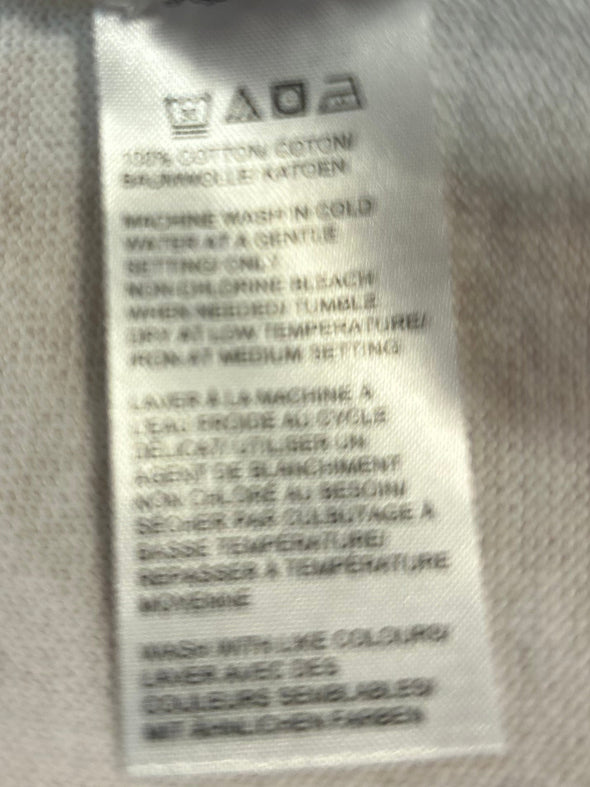 100% COTTON/ COTON/
BAUMWOLLE/ KATOEN
MACHINE WASH IN COLD
WATER AT A GENTLE
SETTING ONLY
NON-CHLORINE BLEACH
WHEN NEEDED/ TUMBLE
DRY AT LOW TEMPERATURE/
IRON AT MEDIUM SETTING
LAVER À LA MACHINE À
L'EAU FROIDE AU CYCLE
DÉLICAT/ UTILISER UN
AGENT DE BLANCHIMENT
NON CHLORÉ AU BESOIN/
SÉCHER PAR CULBUTAGE À
BASSE TEMPÉRATURE/
REPASSER À TEMPÉRATURE
MOYENNE
WASH WITH LIKE COLOURS/
LAVER AVEC DES
COULEURS SEMBLABLES/
MIT ÄHNLICHEN FARBEN